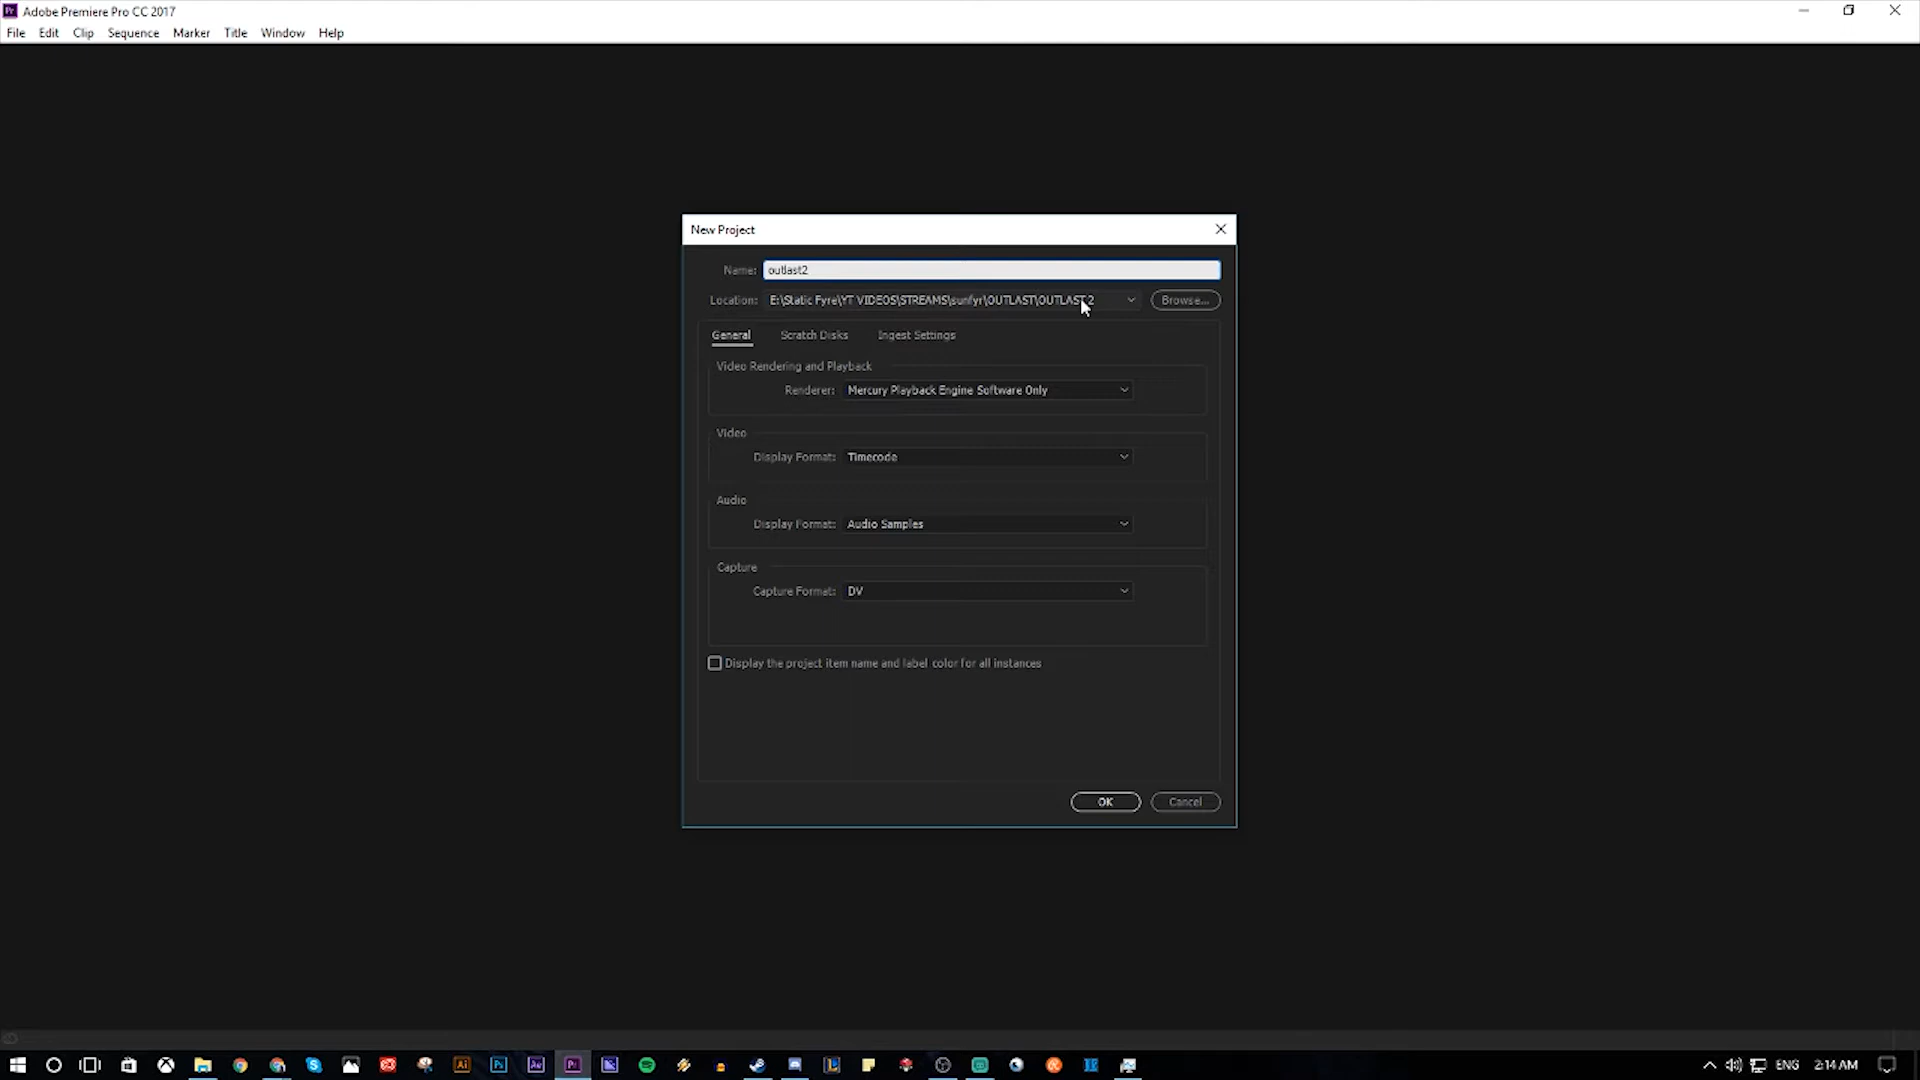 Adobe Premiere Pro CC 2017
File Edit Clip Sequence Marker Title Window Help
New Project
Name: outlast2
Location: E:\Static Fyre\YT VIDEOS\STREAMS\sunfyr\OUTLAST\OUTLAST 2 Browse...
General Scratch Disks Ingest Settings
Video Rendering and Playback
Renderer: Mercury Playback Engine Software Only
Video
Display Format: Timecode
Audio
Display Format: Audio Samples
Capture
Capture Format: DV
Display the project item name and label color for all instances
OK Cancel
ENG 2:14 AM